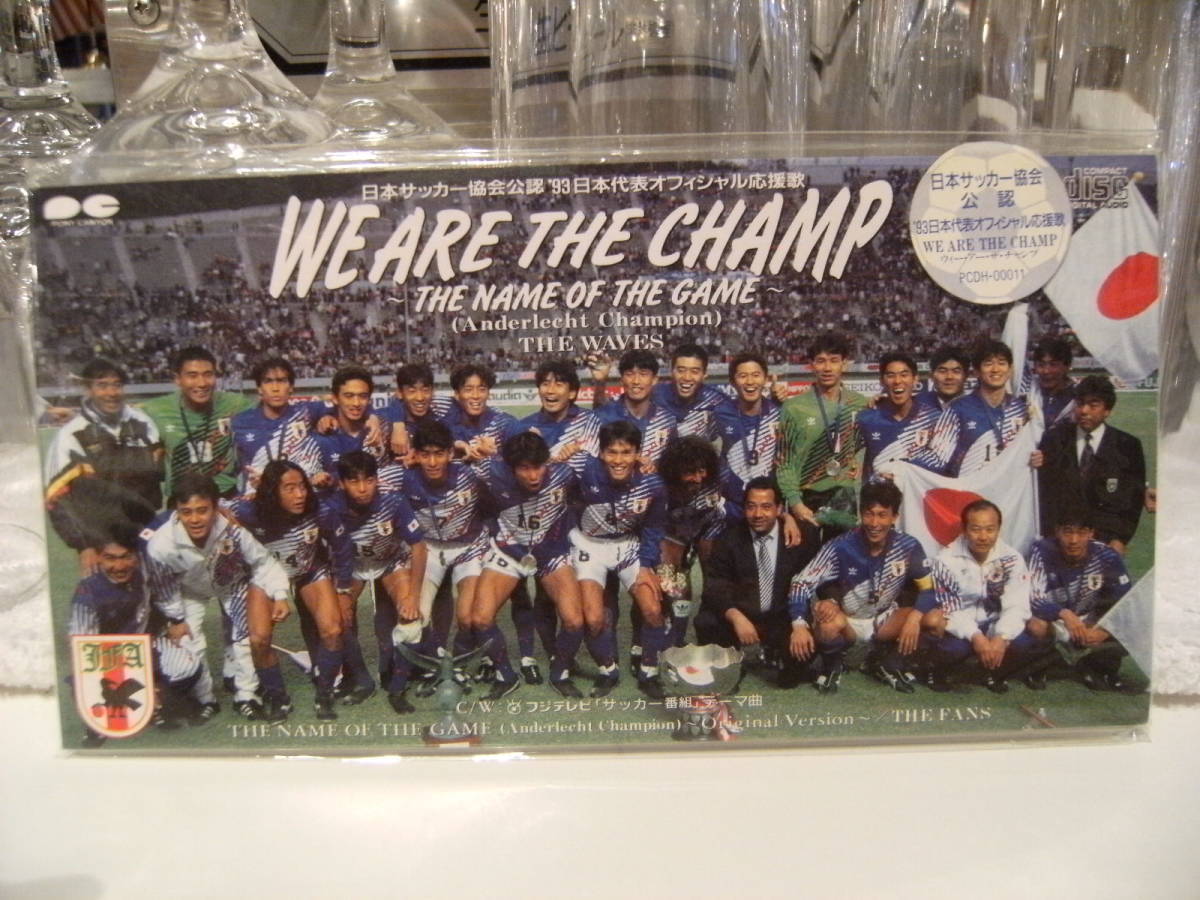 日本サッカー協会公認'93日本代表オフィシャル応援歌
WE ARE THE CHAMP
~THE NAME OF THE GAME~
(Anderlecht Champion)
THE WAVES
日本サッカー協会
公認
'93日本代表オフィシャル応援歌
WE ARE THE CHAMP
ウィー・アー・ザ・チャンプ
PCDH-00011
COMPACT
disc
DIGITAL AUDIO
PONY CANYON
SEIKO
JFA
C/W:フジテレビ「サッカー番組」テーマ曲
THE NAME OF THE GAME (Anderlecht Champion) ~Original Version~/THE FANS